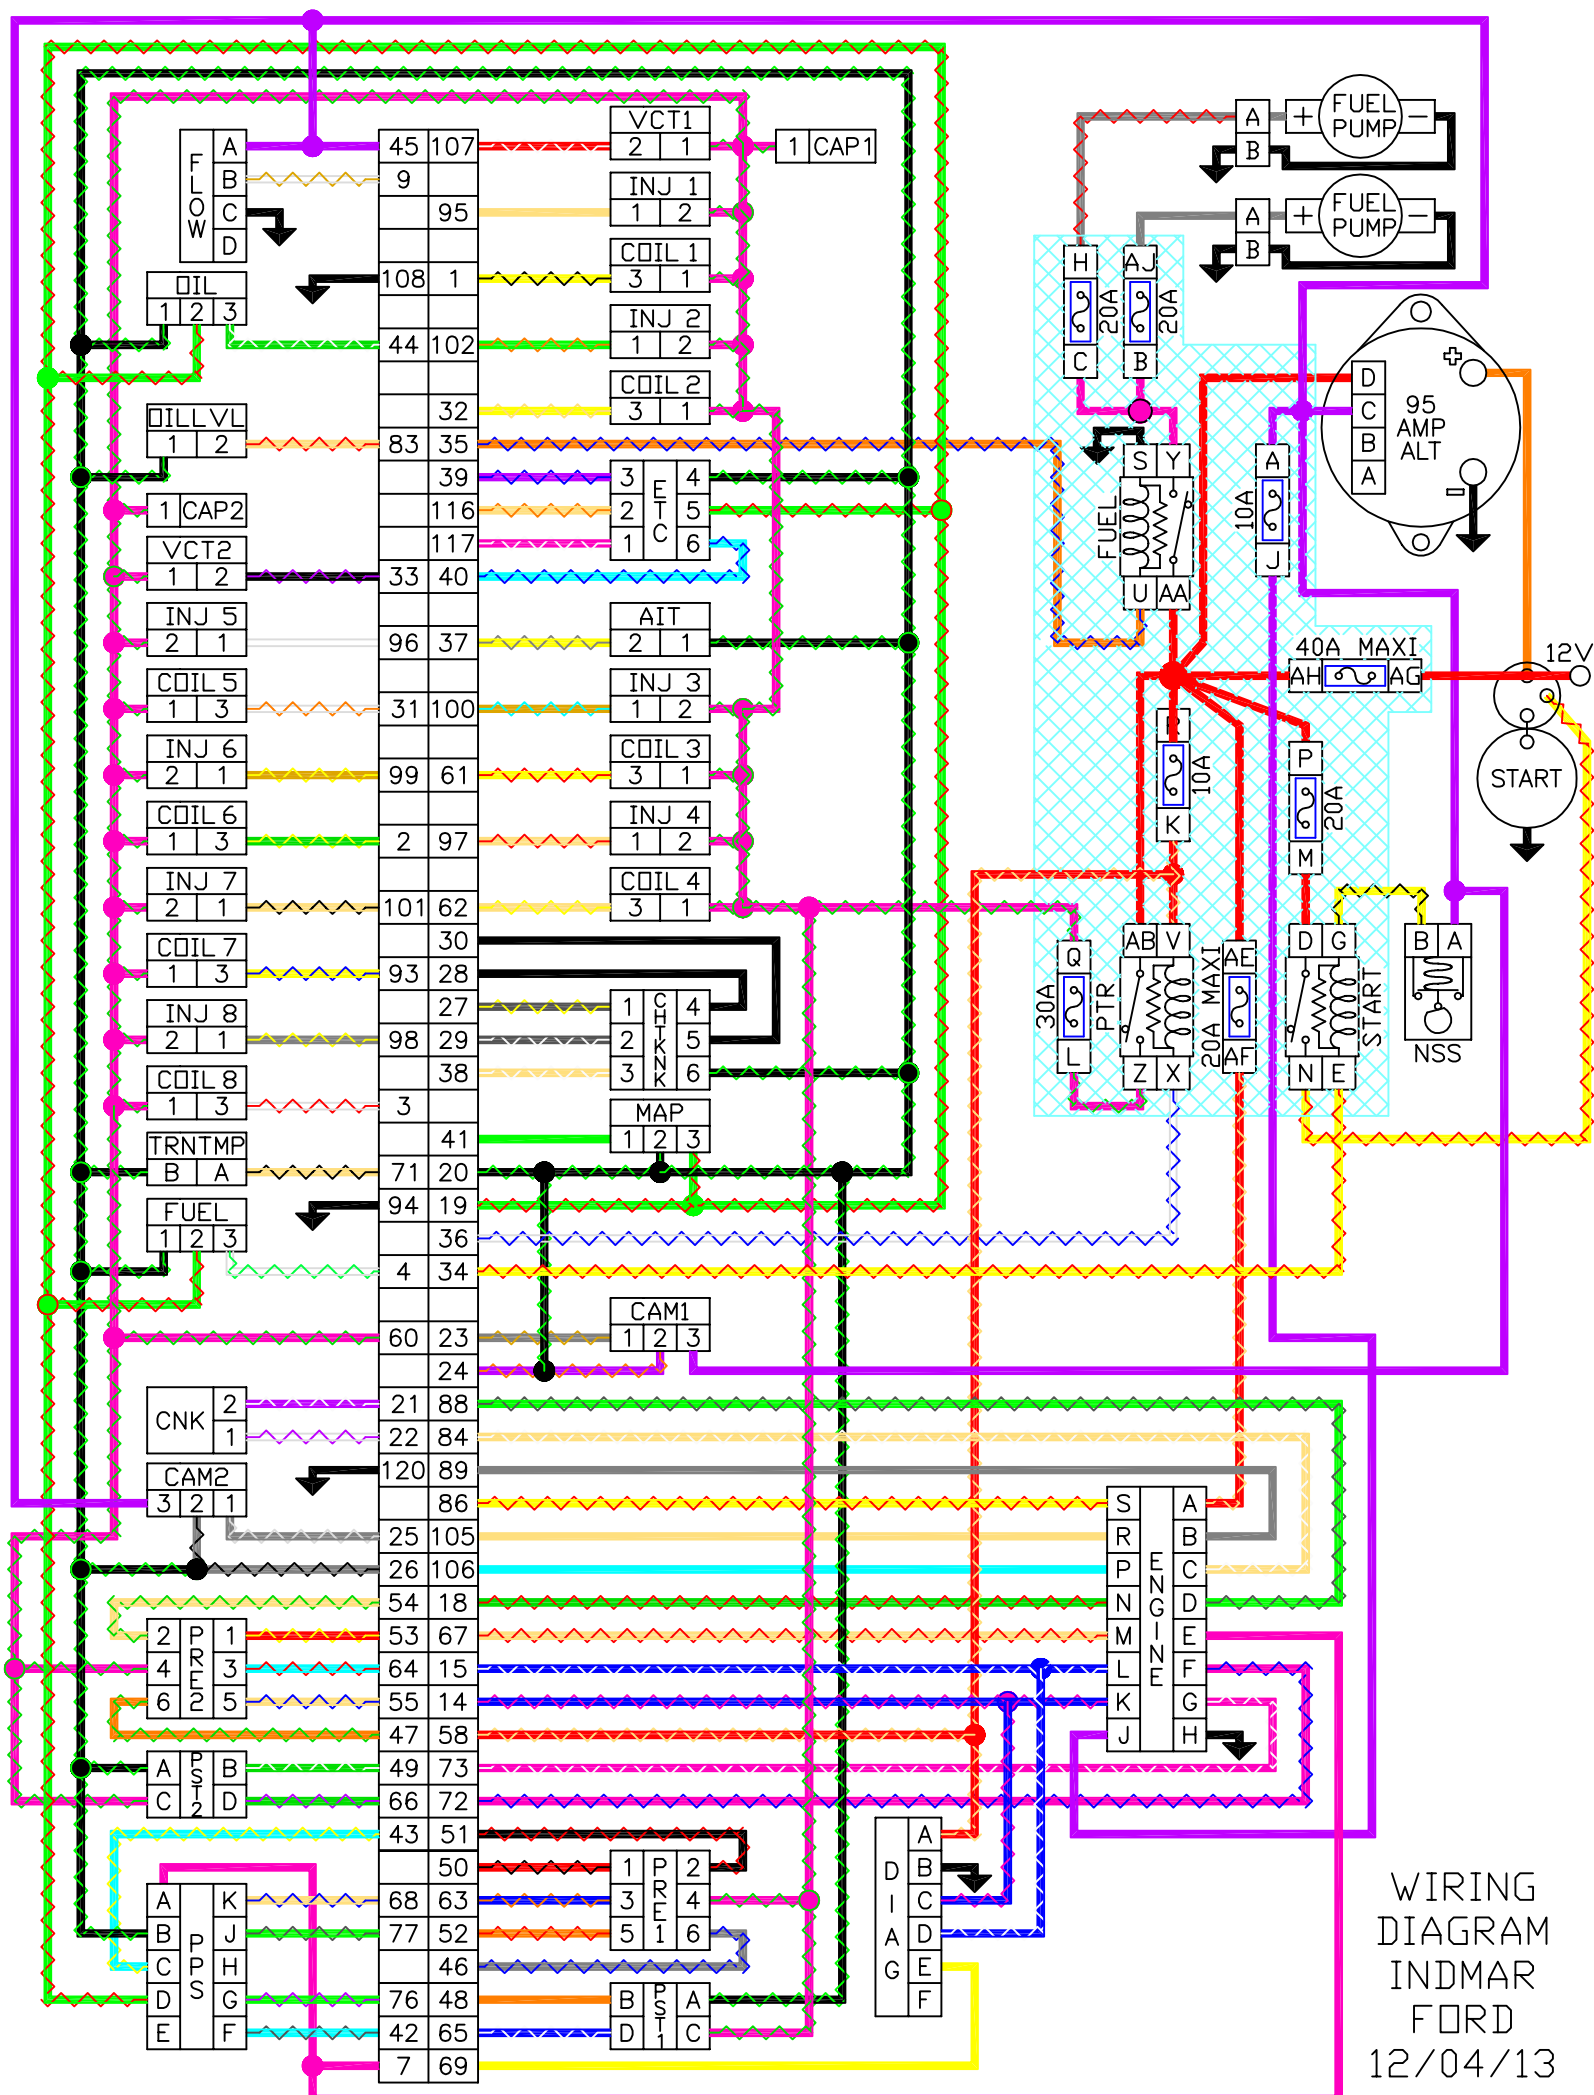 VCT1
2 1
1 CAP1
FUEL
PUMP
A + −
B
F
L
O
W
A
B
C
D
45 107
9
INJ 1
1 2
95
FUEL
PUMP
A + −
B
COIL 1
3 1
108 1
OIL
1 2 3
INJ 2
1 2
44 102
H AJ
20A 20A
C B
COIL 2
3 1
32
OILLVL
1 2
83 35
D
C
B
A
95
AMP
ALT
39
3 4
2 5
1 6
E
T
C
1 CAP2
116
117
S Y
FUEL
U AA
A
10A
J
VCT2
1 2
33 40
INJ 5
2 1
96 37
AIT
2 1
40A MAXI
AH AG
12V
COIL 5
1 3
31 100
INJ 3
1 2
INJ 6
2 1
99 61
COIL 3
3 1
R
10A
K
P
20A
M
START
COIL 6
1 3
2 97
INJ 4
1 2
INJ 7
2 1
101 62
COIL 4
3 1
30
COIL 7
1 3
93 28
27
1 4
2 5
3 6
C
H
T
K
N
K
INJ 8
2 1
98 29
38
Q
30A
L
AB V
PTR
Z X
AE
20A MAXI
AF
D G
START
N E
B A
NSS
COIL 8
1 3
3
MAP
1 2 3
41
TRNTMP
B A
71 20
94 19
FUEL
1 2 3
36
4 34
CAM1
1 2 3
60 23
24
CNK
2
1
21 88
22 84
120 89
CAM2
3 2 1
86
25 105
26 106
54 18
S A
R B
P C
N D
M E
L F
K G
J H
E
N
G
I
N
E
2 1
4 3
6 5
P
R
E
2
53 67
64 15
55 14
47 58
A B
C D
P
S
T
2
49 73
66 72
43 51
50
1 2
3 4
5 6
P
R
E
1
68 63
77 52
46
A K
B J
C H
D G
E F
P
P
S
76 48
42 65
7 69
B A
D C
P
S
T
1
D
I
A
G
A
B
C
D
E
F
WIRING
DIAGRAM
INDMAR
FORD
12/04/13